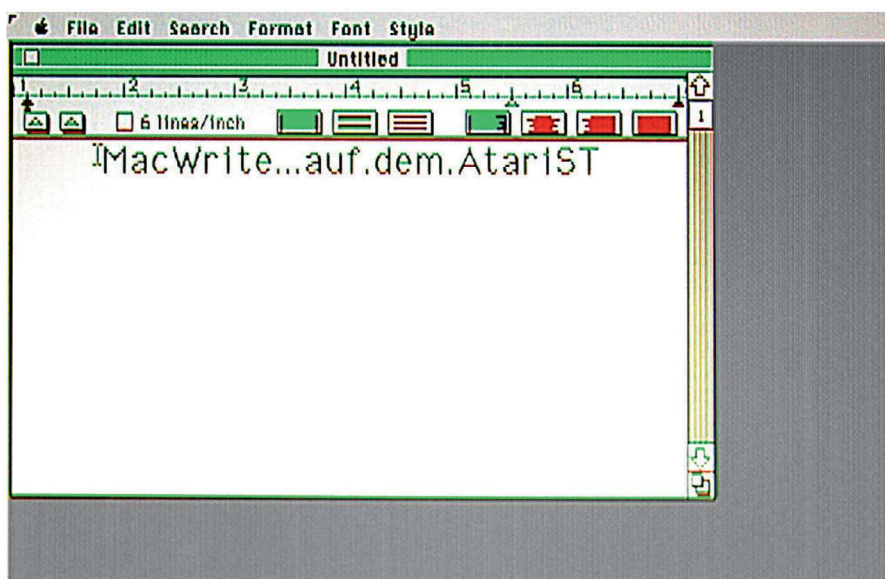 File Edit Search Format Font Style
Untitled
1 2 3 4 5 6
6 lines/inch
1
MacWrite...auf.dem.AtariST